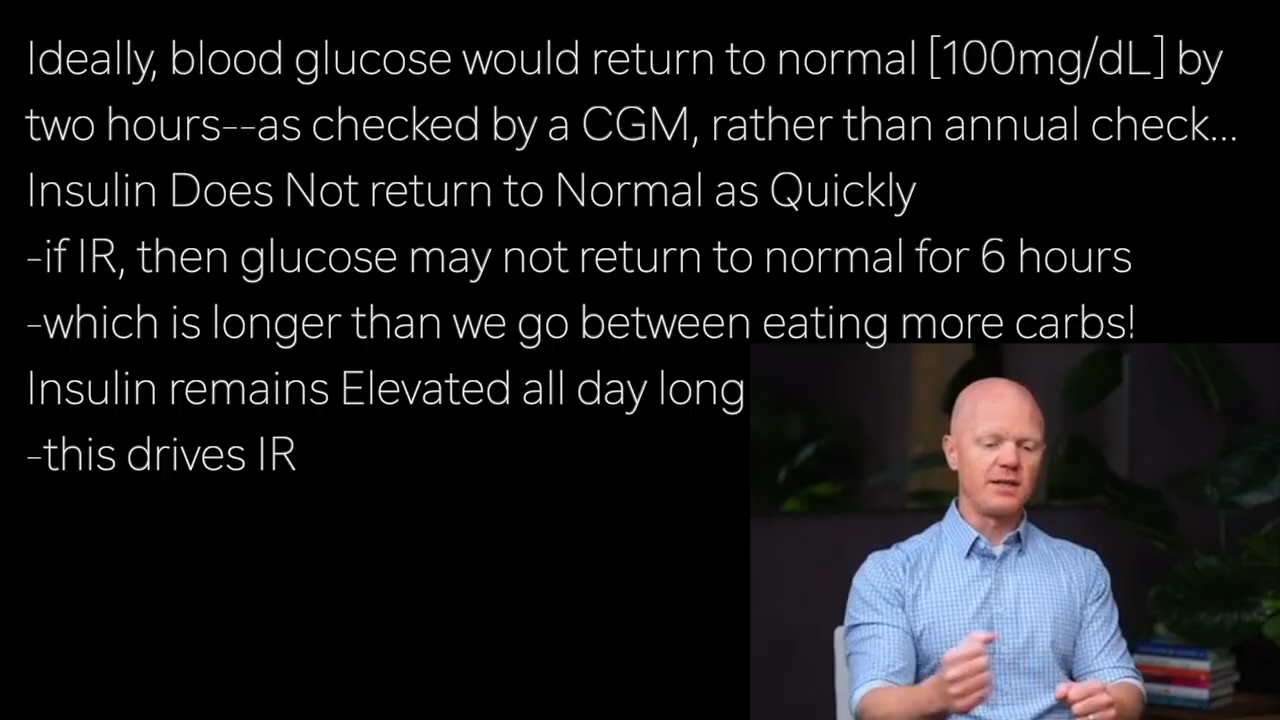 Ideally, blood glucose would return to normal [100mg/dL] by
two hours--as checked by a CGM, rather than annual check...
Insulin Does Not return to Normal as Quickly
-if IR, then glucose may not return to normal for 6 hours
-which is longer than we go between eating more carbs!
Insulin remains Elevated all day long
-this drives IR